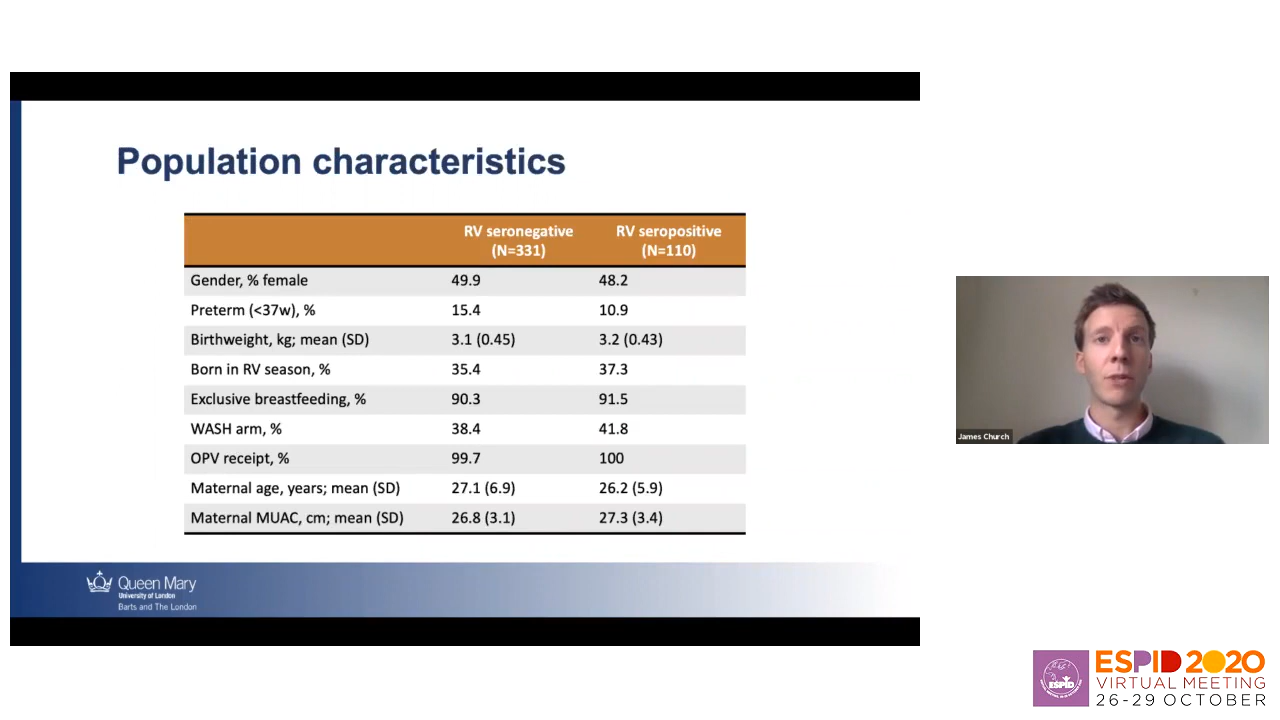 Population characteristics
RV seronegative RV seropositive
(N=331) (N=110)
Gender, % female 49.9 48.2
Preterm (<37w), % 15.4 10.9
Birthweight, kg; mean (SD) 3.1 (0.45) 3.2 (0.43)
Born in RV season, % 35.4 37.3
Exclusive breastfeeding, % 90.3 91.5
WASH arm, % 38.4 41.8
OPV receipt, % 99.7 100
Maternal age, years; mean (SD) 27.1 (6.9) 26.2 (5.9)
Maternal MUAC, cm; mean (SD) 26.8 (3.1) 27.3 (3.4)
Queen Mary
University of London
Barts and The London
James Church
ESPID
ESPID 2020
VIRTUAL MEETING
26-29 OCTOBER